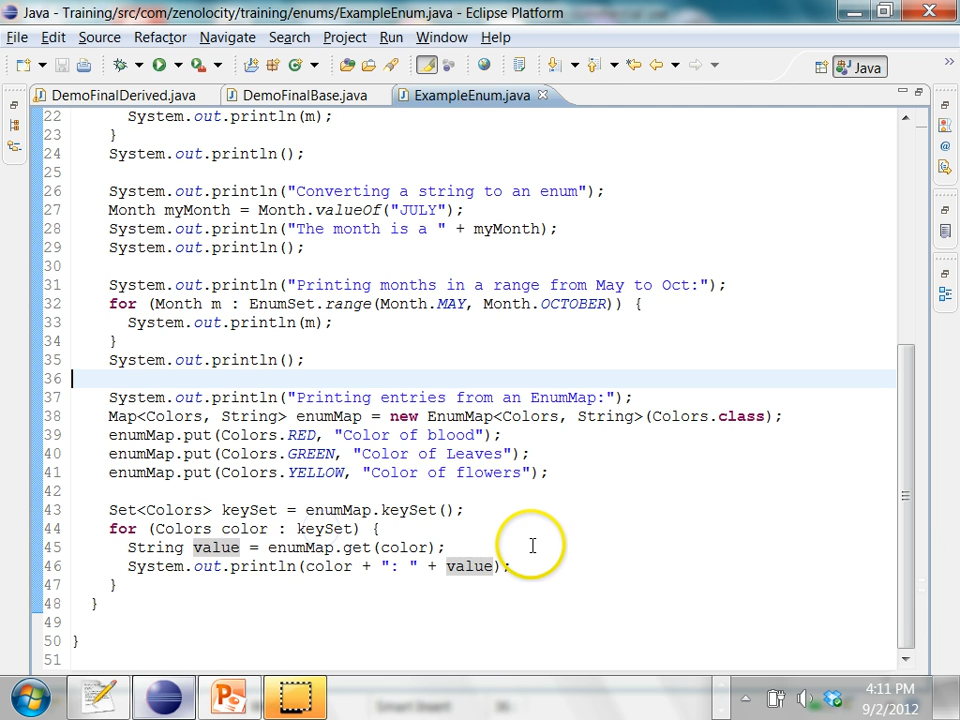 Java - Training/src/com/zenolocity/training/enums/ExampleEnum.java - Eclipse Platform
File Edit Source Refactor Navigate Search Project Run Window Help
Java
DemoFinalDerived.java DemoFinalBase.java ExampleEnum.java
22 System.out.println(m);
23 }
24 System.out.println();
25
26 System.out.println("Converting a string to an enum");
27 Month myMonth = Month.valueOf("JULY");
28 System.out.println("The month is a " + myMonth);
29 System.out.println();
30
31 System.out.println("Printing months in a range from May to Oct:");
32 for (Month m : EnumSet.range(Month.MAY, Month.OCTOBER)) {
33 System.out.println(m);
34 }
35 System.out.println();
36
37 System.out.println("Printing entries from an EnumMap:");
38 Map<Colors, String> enumMap = new EnumMap<Colors, String>(Colors.class);
39 enumMap.put(Colors.RED, "Color of blood");
40 enumMap.put(Colors.GREEN, "Color of Leaves");
41 enumMap.put(Colors.YELLOW, "Color of flowers");
42
43 Set<Colors> keySet = enumMap.keySet();
44 for (Colors color : keySet) {
45 String value = enumMap.get(color);
46 System.out.println(color + ": " + value);
47 }
48 }
49
50 }
51
Smart Insert
4:11 PM
9/2/2012